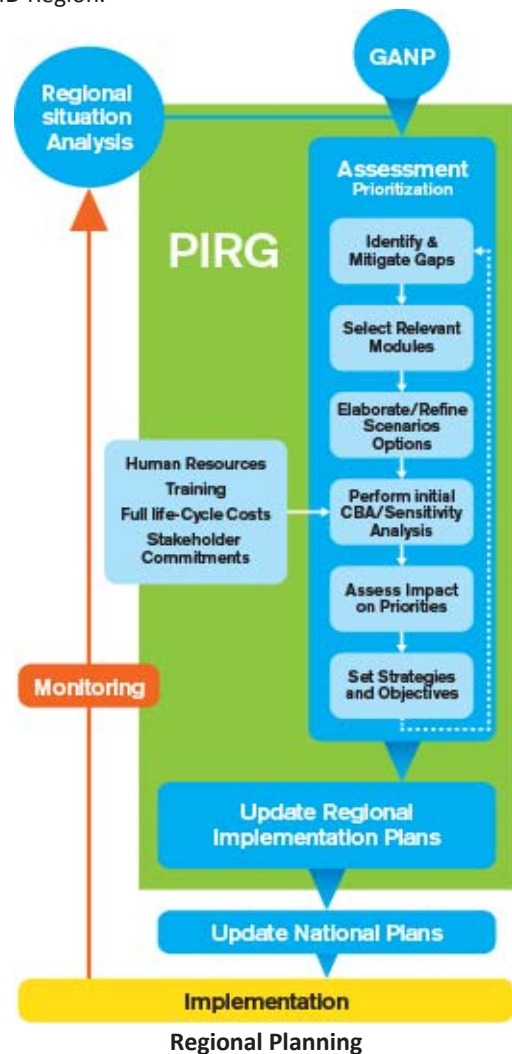 ID Region.
GANP
Regional
situation
Analysis
Assessment
Prioritization
PIRG
Identify &
Mitigate Gaps
Select Relevant
Modules
Elaborate/Refine
Scenarios
Options
Human Resources
Training
Full life-Cycle Costs
Stakeholder
Commitments
Perform initial
CBA/Sensitivity
Analysis
Assess Impact
on Priorities
Set Strategies
and Objectives
Monitoring
Update Regional
Implementation Plans
Update National Plans
Implementation
Regional Planning